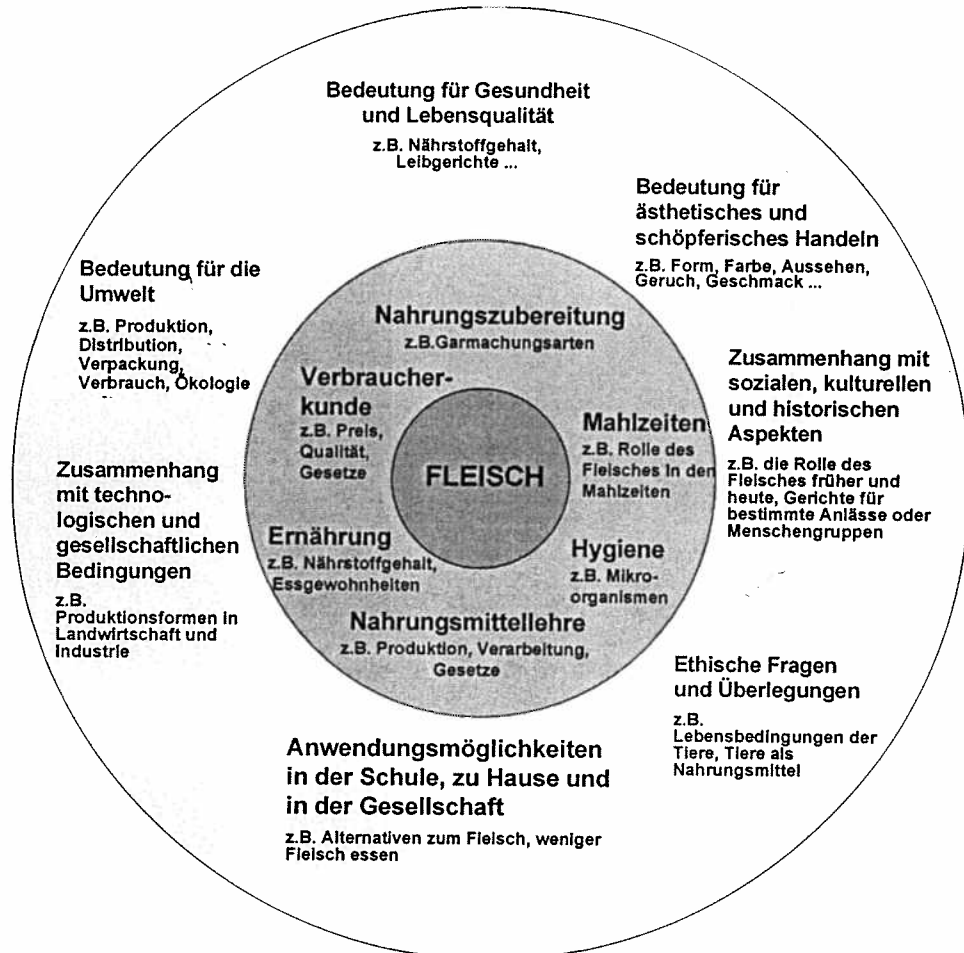 Bedeutung für Gesundheit
und Lebensqualität
z.B. Nährstoffgehalt,
Leibgerichte ...
Bedeutung für
ästhetisches und
schöpferisches Handeln
z.B. Form, Farbe, Aussehen,
Geruch, Geschmack ...
Bedeutung für die
Umwelt
z.B. Produktion,
Distribution,
Verpackung,
Verbrauch, Ökologie
Nahrungszubereitung
z.B.Garmachungsarten
Verbraucher-
kunde
z.B. Preis,
Qualität,
Gesetze
FLEISCH
Mahlzeiten
z.B. Rolle des
Fleisches in den
Mahlzeiten
Zusammenhang mit
sozialen, kulturellen
und historischen
Aspekten
z.B. die Rolle des
Fleisches früher und
heute, Gerichte für
bestimmte Anlässe oder
Menschengruppen
Zusammenhang
mit techno-
logischen und
gesellschaftlichen
Bedingungen
z.B.
Produktionsformen in
Landwirtschaft und
Industrie
Ernährung
z.B. Nährstoffgehalt,
Essgewohnheiten
Hygiene
z.B. Mikro-
organismen
Nahrungsmittellehre
z.B. Produktion, Verarbeitung,
Gesetze
Ethische Fragen
und Überlegungen
z.B.
Lebensbedingungen der
Tiere, Tiere als
Nahrungsmittel
Anwendungsmöglichkeiten
in der Schule, zu Hause und
in der Gesellschaft
z.B. Alternativen zum Fleisch, weniger
Fleisch essen